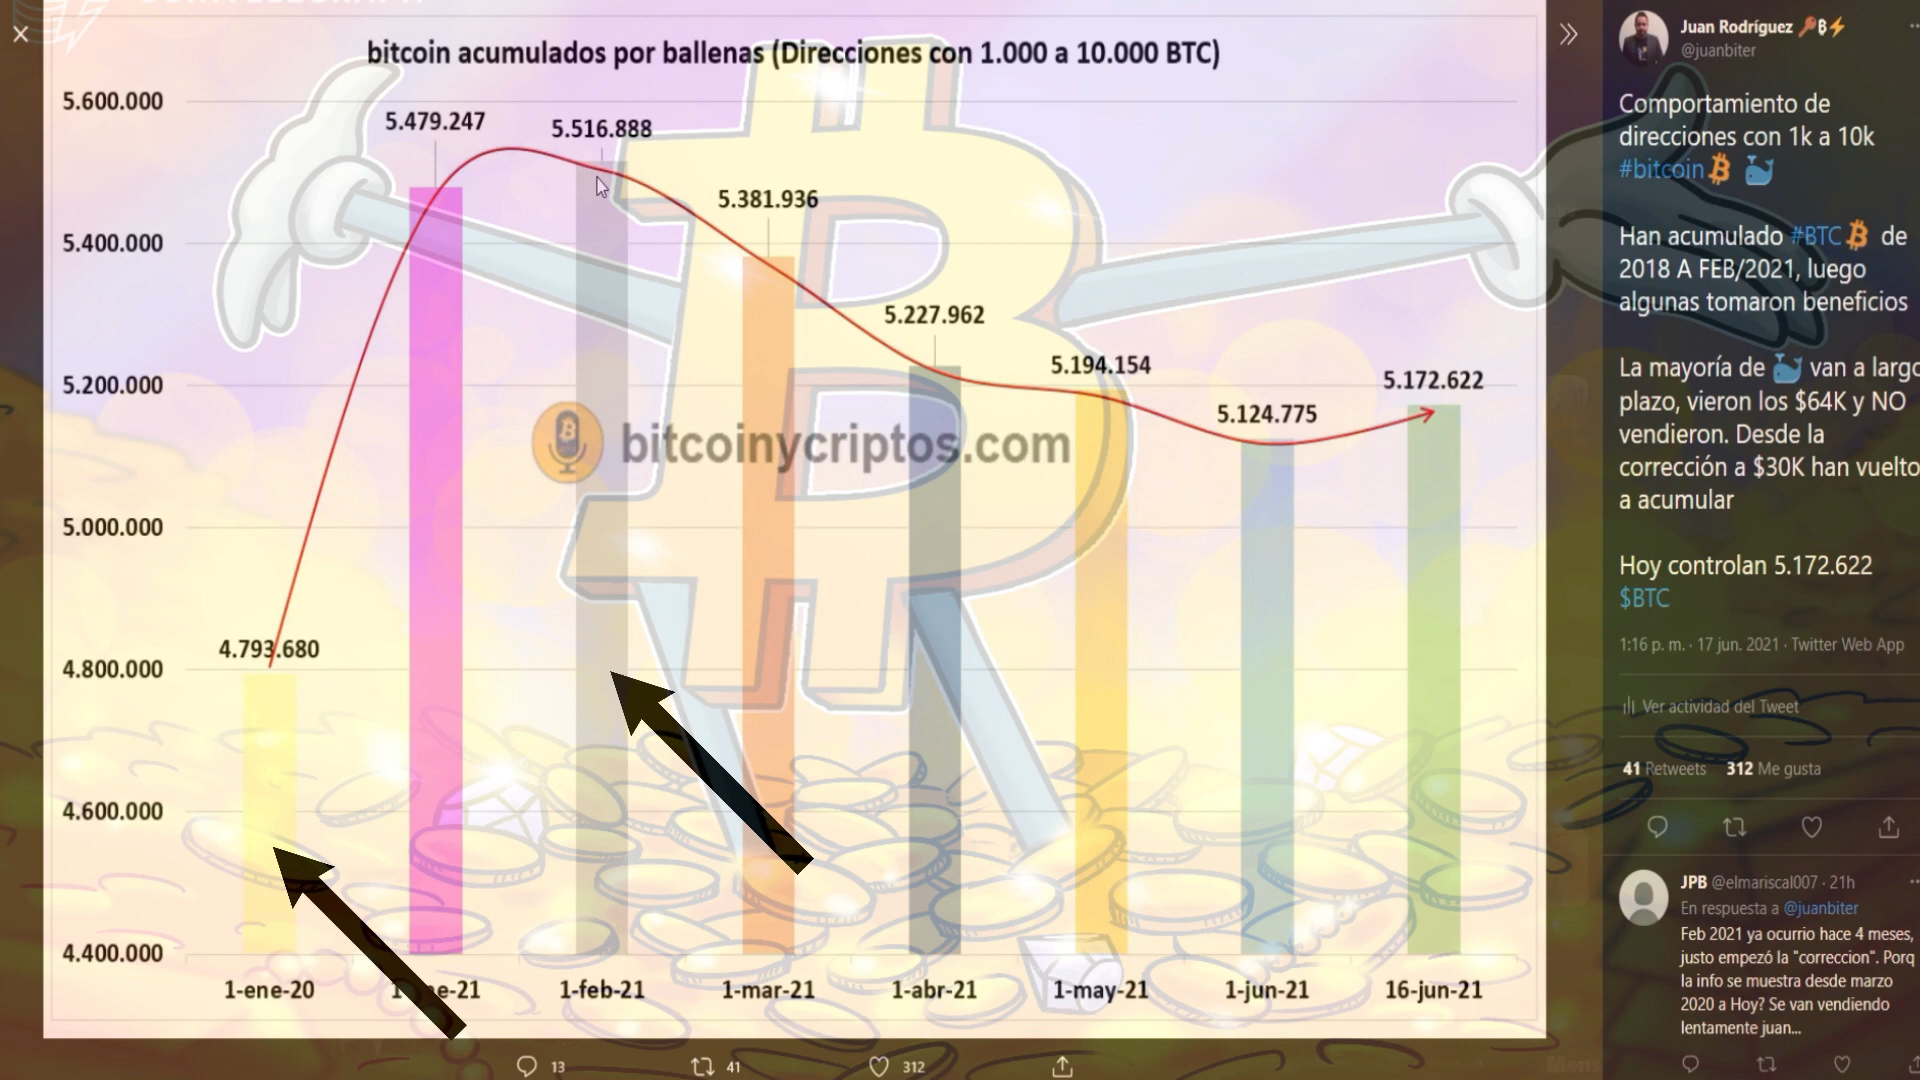 bitcoin acumulados por ballenas (Direcciones con 1.000 a 10.000 BTC)
5.600.000
5.400.000
5.200.000
5.000.000
4.800.000
4.600.000
4.400.000
4.793.680
5.479.247
5.516.888
5.381.936
5.227.962
5.194.154
5.124.775
5.172.622
bitcoinycriptos.com
1-ene-20
1-feb-21
1-mar-21
1-abr-21
1-may-21
1-jun-21
16-jun-21
13
41
312
Juan Rodríguez
@juanbiter
Comportamiento de
direcciones con 1k a 10k
#bitcoin
Han acumulado #BTC de
2018 A FEB/2021, luego
algunas tomaron beneficios
La mayoría de van a largo
plazo, vieron los $64K y NO
vendieron. Desde la
corrección a $30K han vuelto
a acumular
Hoy controlan 5.172.622
$BTC
1:16 p. m. · 17 jun. 2021 · Twitter Web App
Ver actividad del Tweet
41 Retweets 312 Me gusta
JPB @elmariscal007 · 21h
En respuesta a @juanbiter
Feb 2021 ya ocurrio hace 4 meses,
justo empezó la "correccion". Porq
la info se muestra desde marzo
2020 a Hoy? Se van vendiendo
lentamente juan...